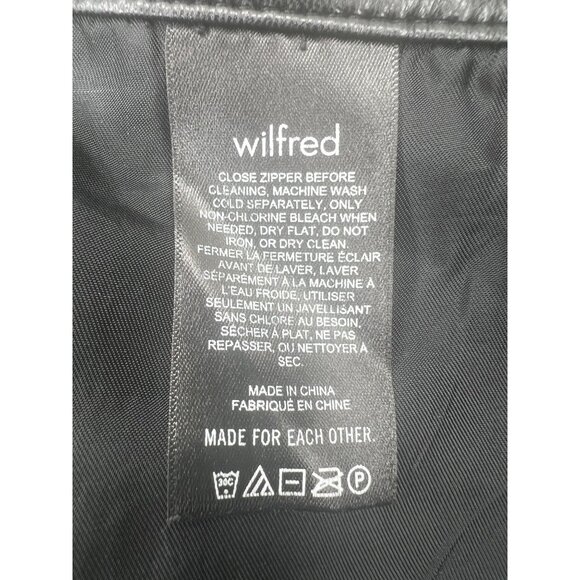 wilfred
CLOSE ZIPPER BEFORE
CLEANING, MACHINE WASH
COLD SEPARATELY, ONLY
NON-CHLORINE BLEACH WHEN
NEEDED, DRY FLAT, DO NOT
IRON, OR DRY CLEAN.
FERMER LA FERMETURE ÉCLAIR
AVANT DE LAVER, LAVER
SÉPARÉMENT À LA MACHINE À
L'EAU FROIDE, UTILISER
SEULEMENT UN JAVELLISANT
SANS CHLORE AU BESOIN,
SÉCHER À PLAT, NE PAS
REPASSER, OU NETTOYER À
SEC.
MADE IN CHINA
FABRIQUÉ EN CHINE
MADE FOR EACH OTHER.
30C P